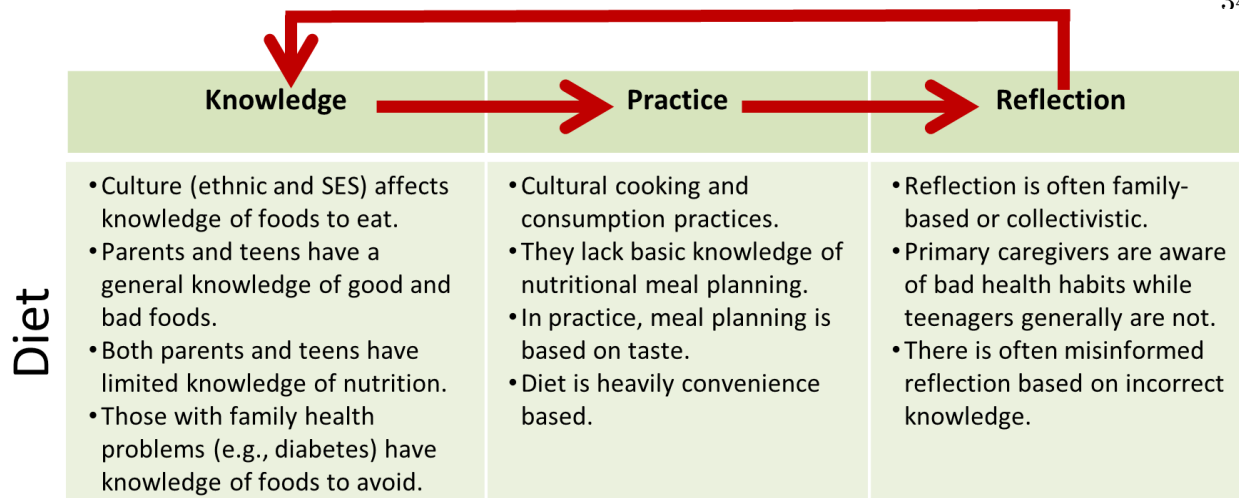 Knowledge
Practice
Reflection
Diet
•Culture (ethnic and SES) affects
knowledge of foods to eat.
•Parents and teens have a
general knowledge of good and
bad foods.
•Both parents and teens have
limited knowledge of nutrition.
•Those with family health
problems (e.g., diabetes) have
knowledge of foods to avoid.
•Cultural cooking and
consumption practices.
•They lack basic knowledge of
nutritional meal planning.
•In practice, meal planning is
based on taste.
•Diet is heavily convenience
based.
•Reflection is often family-
based or collectivistic.
•Primary caregivers are aware
of bad health habits while
teenagers generally are not.
•There is often misinformed
reflection based on incorrect
knowledge.